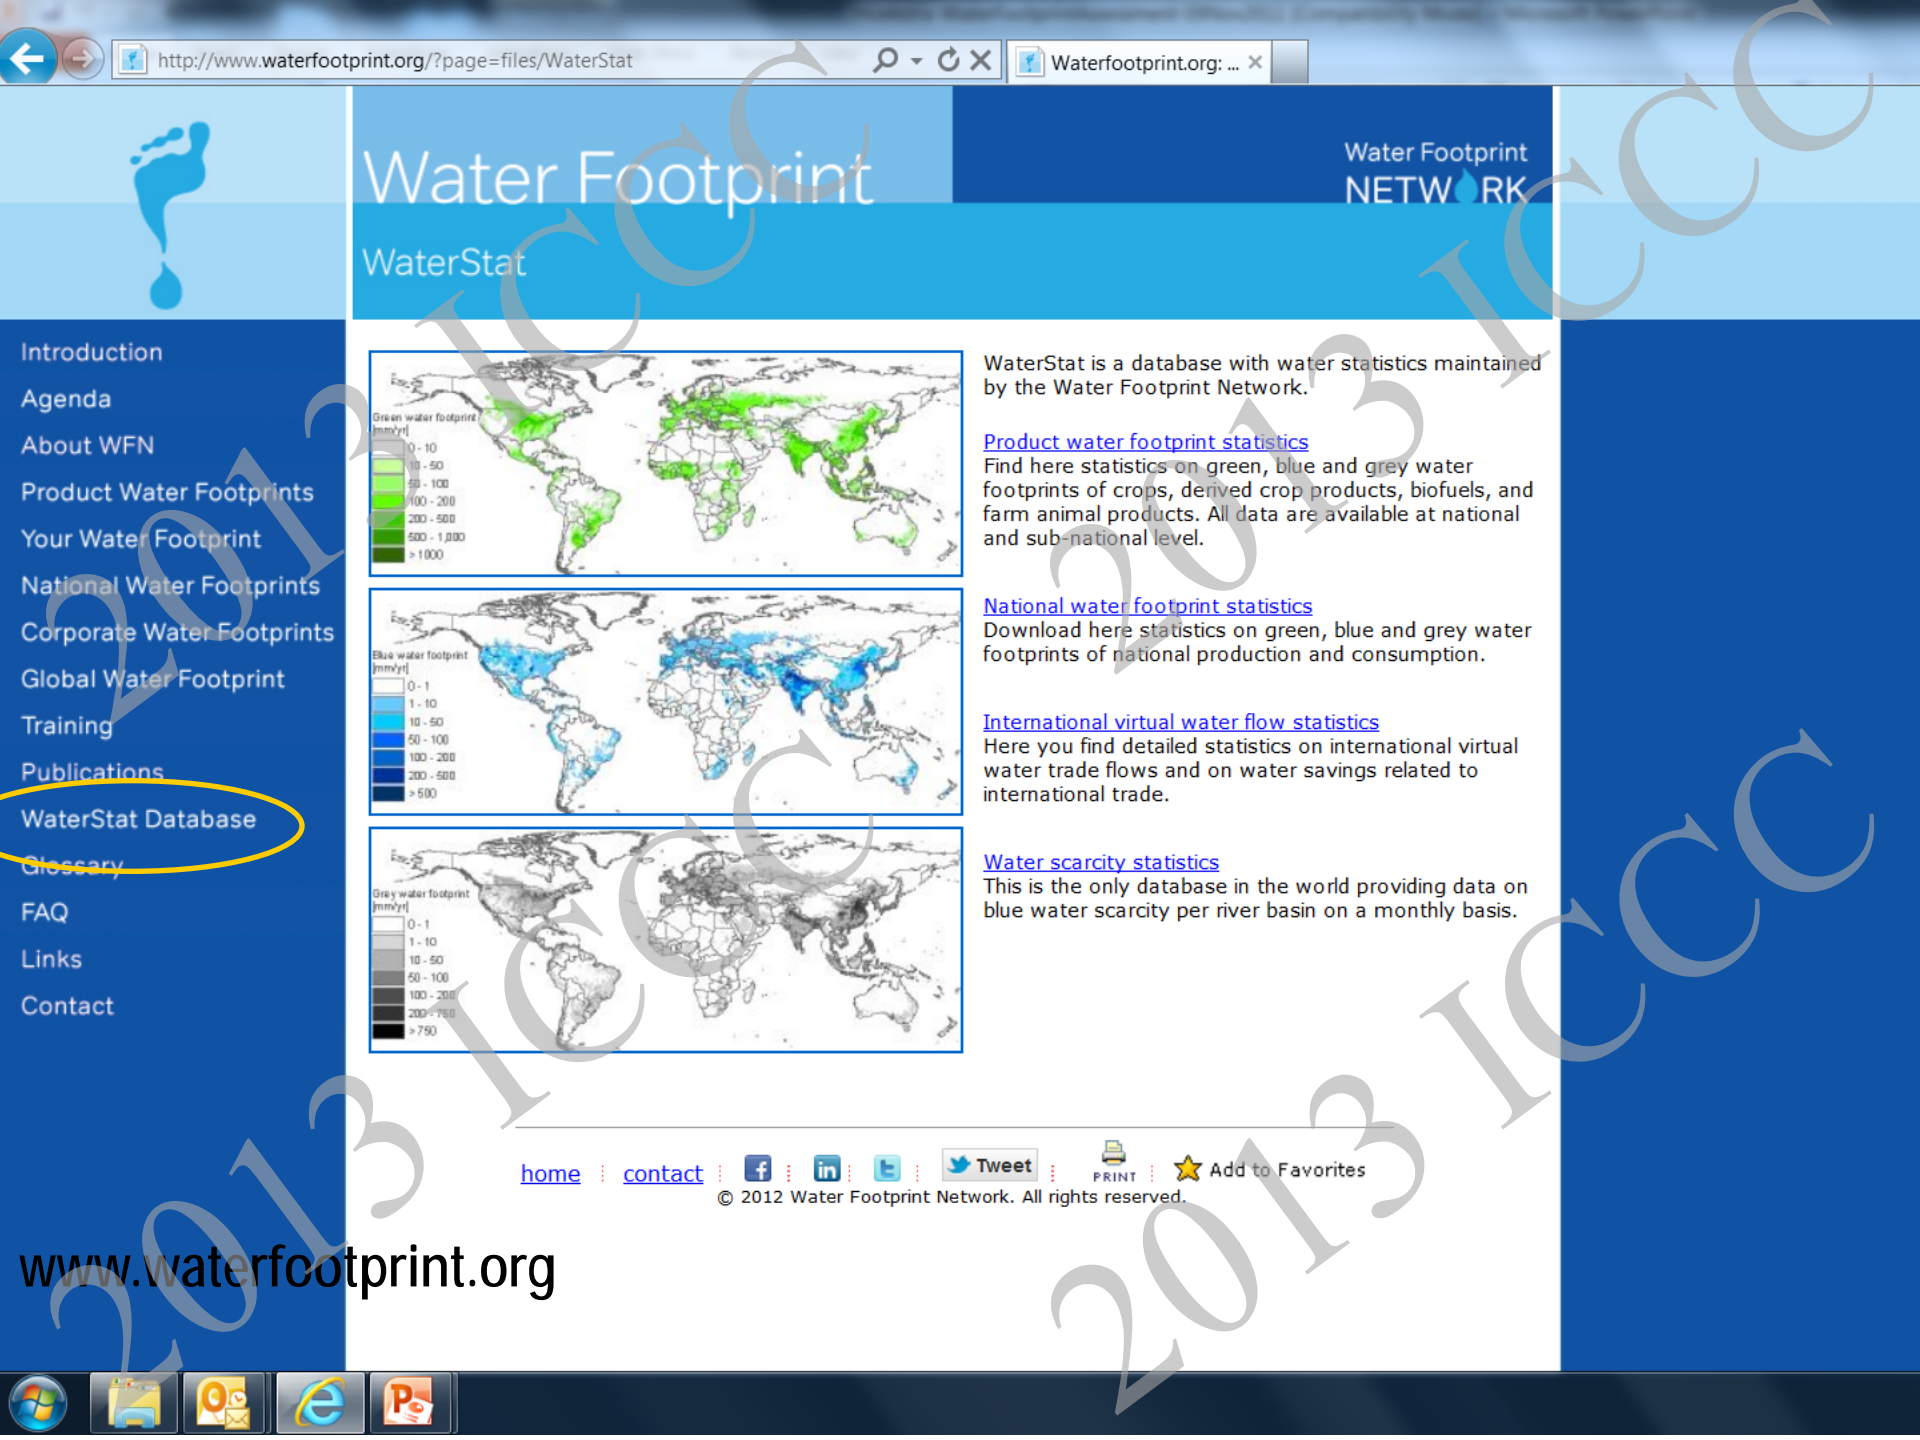 http://www.waterfootprint.org/?page=files/WaterStat
Waterfootprint.org: ...
Water Footprint
Water Footprint
NETWORK
WaterStat
Introduction
Agenda
About WFN
Product Water Footprints
Your Water Footprint
National Water Footprints
Corporate Water Footprints
Global Water Footprint
Training
Publications
WaterStat Database
Glossary
FAQ
Links
Contact
Green water footprint
[mm/yr]
0 - 10
10 - 50
50 - 100
100 - 200
200 - 500
500 - 1,000
>1000
Blue water footprint
[mm/yr]
0 - 1
1 - 10
10 - 50
50 - 100
100 - 200
200 - 500
>500
Grey water footprint
[mm/yr]
0 - 1
1 - 10
10 - 50
50 - 100
100 - 200
200 - 750
>750
WaterStat is a database with water statistics maintained
by the Water Footprint Network.
Product water footprint statistics
Find here statistics on green, blue and grey water
footprints of crops, derived crop products, biofuels, and
farm animal products. All data are available at national
and sub-national level.
National water footprint statistics
Download here statistics on green, blue and grey water
footprints of national production and consumption.
International virtual water flow statistics
Here you find detailed statistics on international virtual
water trade flows and on water savings related to
international trade.
Water scarcity statistics
This is the only database in the world providing data on
blue water scarcity per river basin on a monthly basis.
home
contact
Tweet
PRINT
Add to Favorites
© 2012 Water Footprint Network. All rights reserved.
www.waterfootprint.org
2013 ICCC
2013 ICCC
2013 ICCC
2013 ICCC